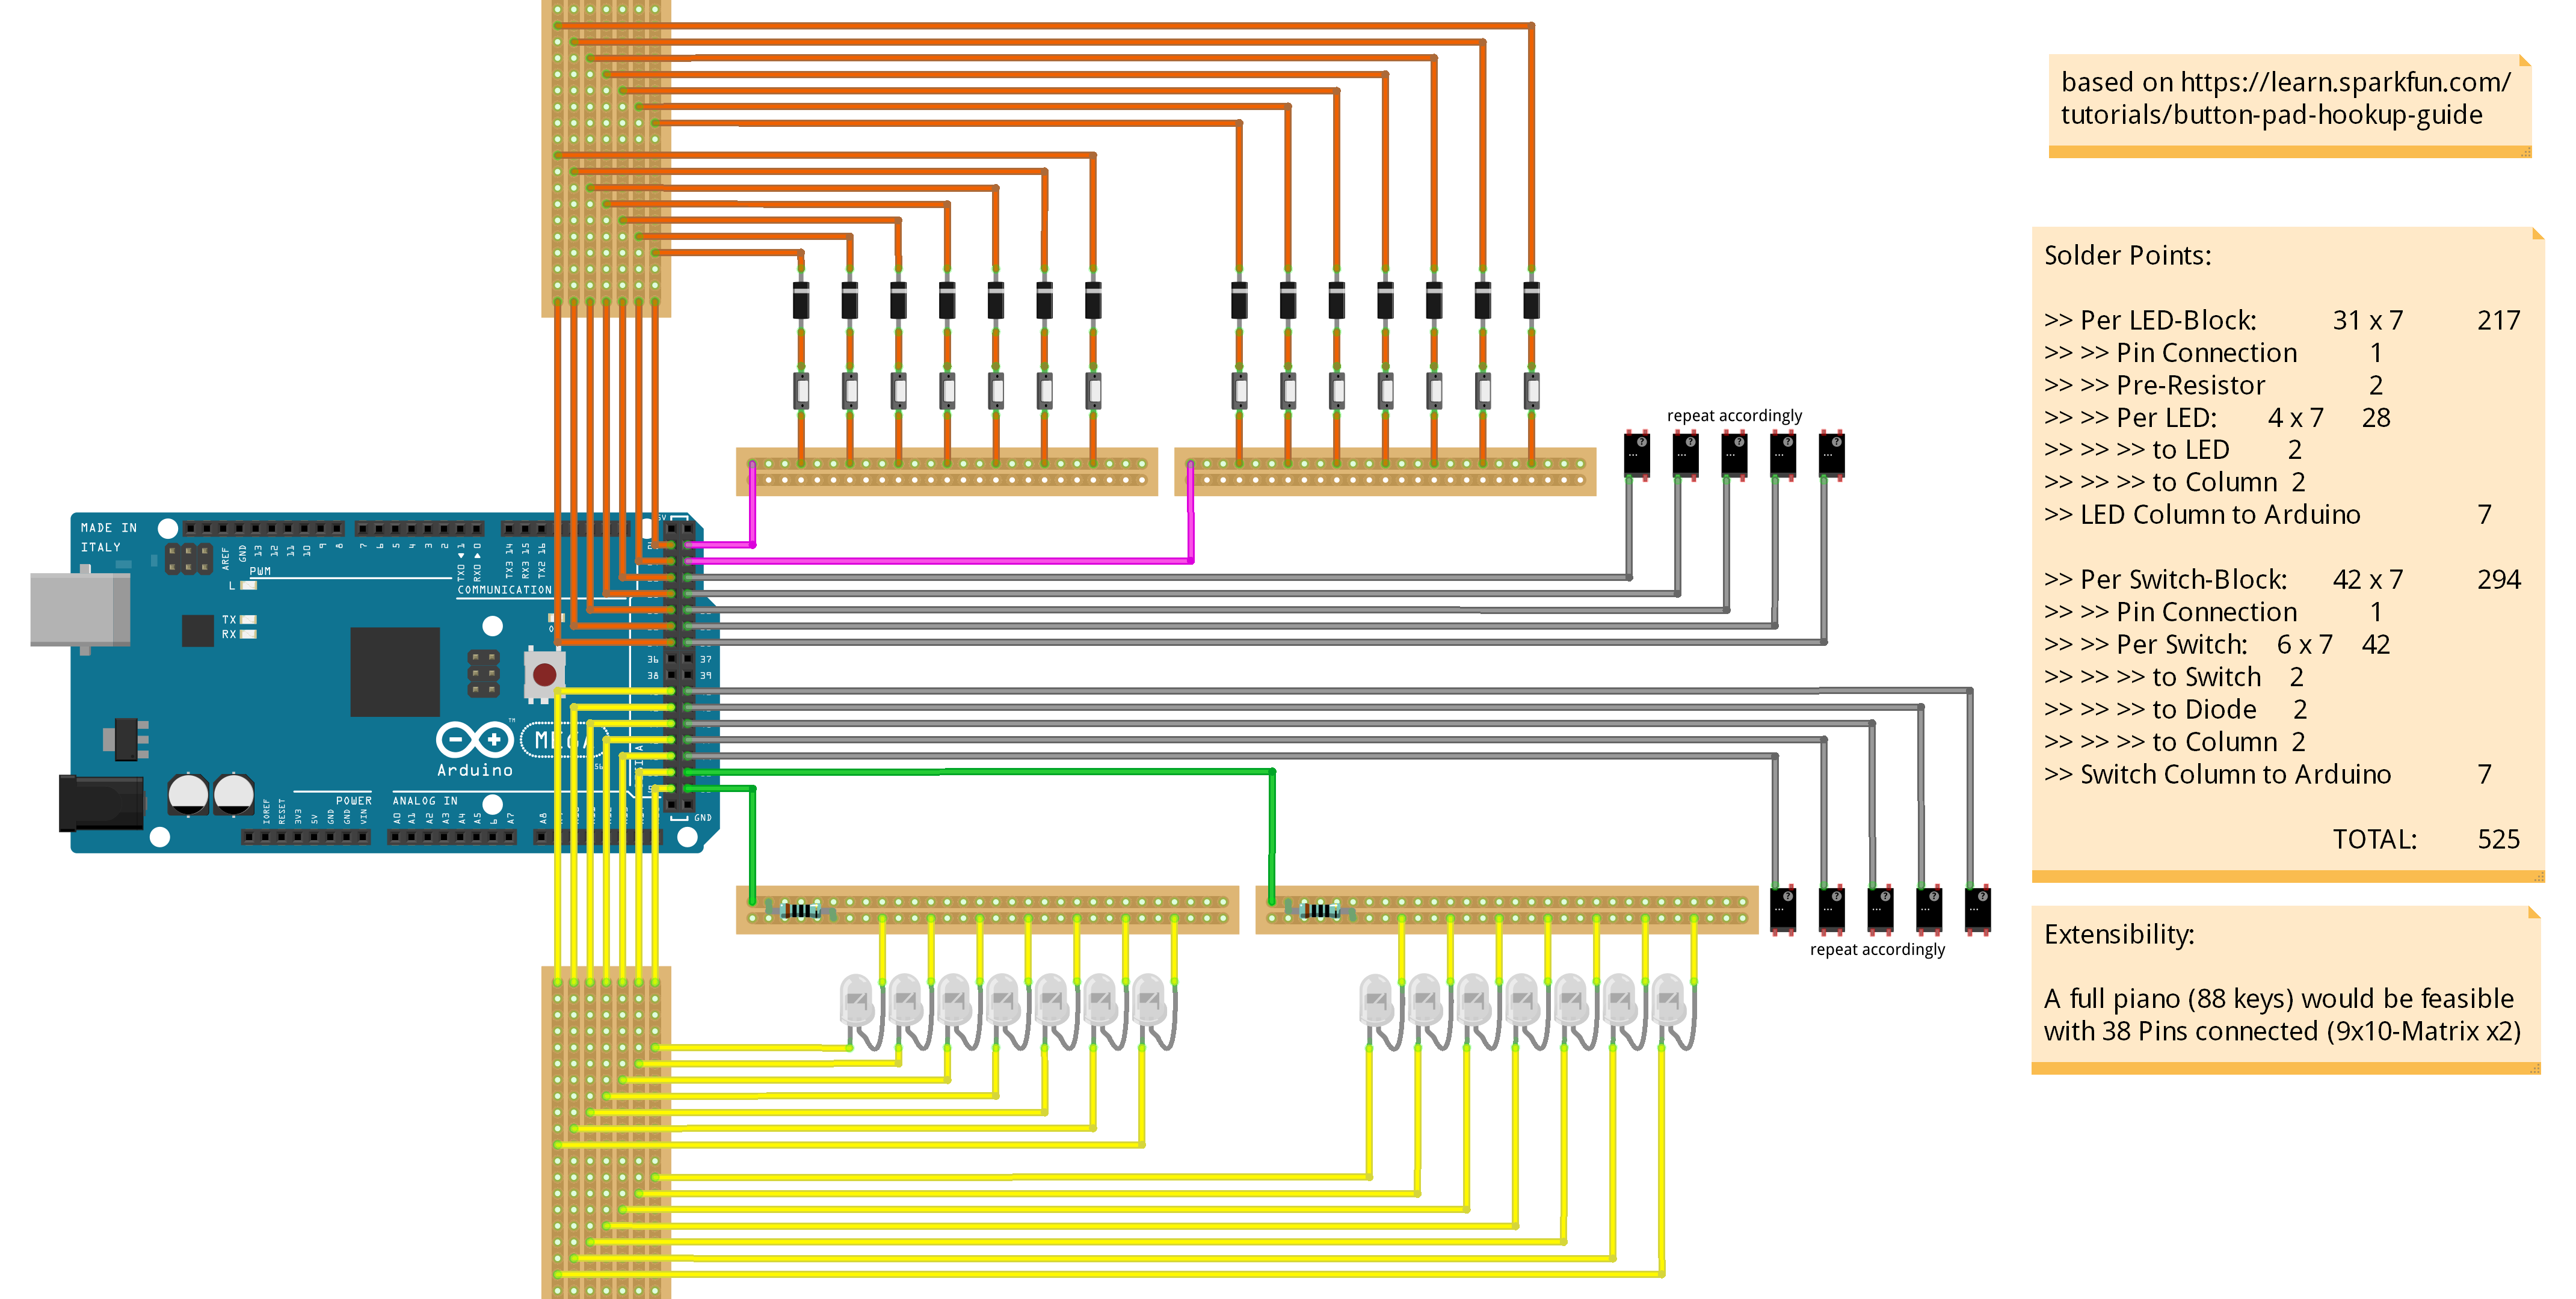 based on https://learn.sparkfun.com/
tutorials/button-pad-hookup-guide
Solder Points:
>> Per LED-Block: 31 x 7 217
>> >> Pin Connection 1
>> >> Pre-Resistor 2
>> >> Per LED: 4 x 7 28
>> >> >> to LED 2
>> >> >> to Column 2
>> LED Column to Arduino 7
>> Per Switch-Block: 42 x 7 294
>> >> Pin Connection 1
>> >> Per Switch: 6 x 7 42
>> >> >> to Switch 2
>> >> >> to Diode 2
>> >> >> to Column 2
>> Switch Column to Arduino 7
TOTAL: 525
Extensibility:
A full piano (88 keys) would be feasible
with 38 Pins connected (9x10-Matrix x2)
repeat accordingly
repeat accordingly
MADE IN
ITALY
AREF
GND
13
12
11
10
9
8
7
6
5
4
3
2
TX0 1
RX0 0
TX3 14
RX3 15
TX2 16
PWM
L
COMMUNICATION
TX
RX
36 37
38 39
MEGA
Arduino
TM
POWER
ANALOG IN
IOREF
RESET
3V3
5V
GND
GND
VIN
A0
A1
A2
A3
A4
A5
6
A7
A8
GND